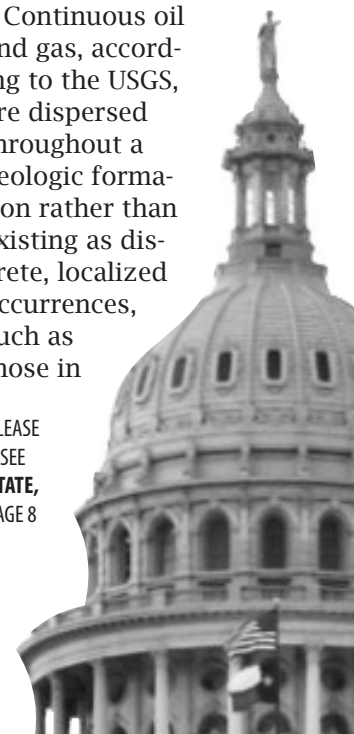 Continuous oil
nd gas, accord-
ng to the USGS,
re dispersed
hroughout a
eologic forma-
on rather than
xisting as dis-
rete, localized
ccurrences,
uch as
hose in
LEASE
SEE
TATE,
AGE 8